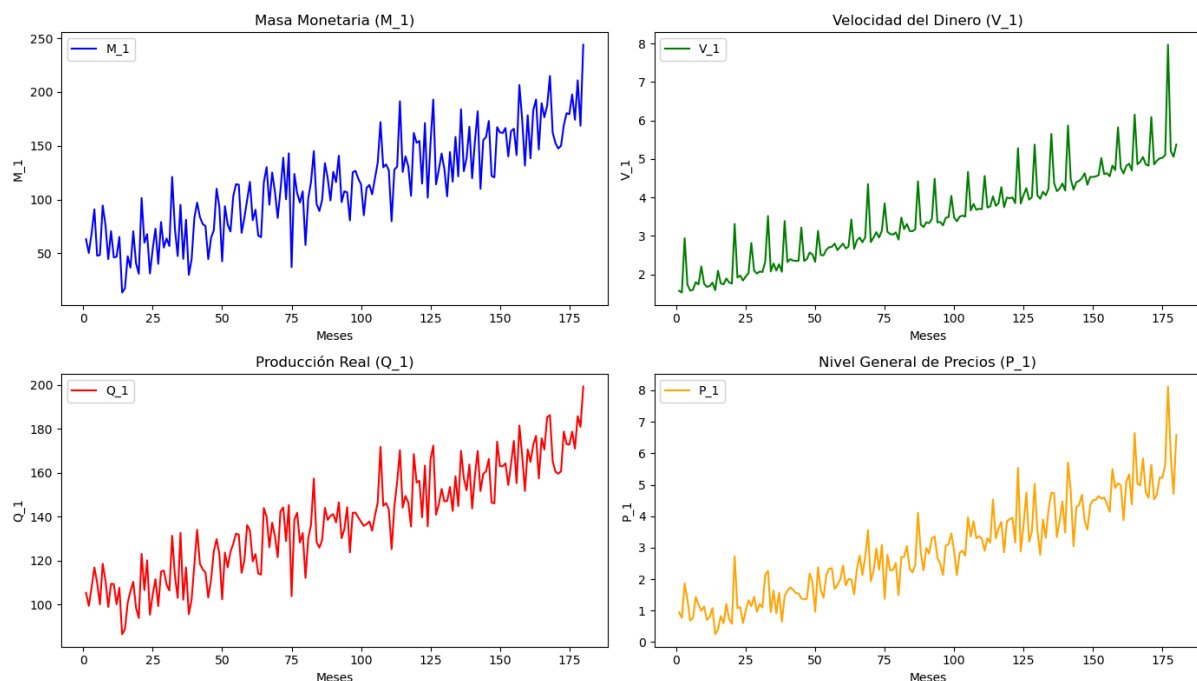 Masa Monetaria (M_1)
M_1
250
200
150
100
50
M_1
0 25 50 75 100 125 150 175
Meses
Velocidad del Dinero (V_1)
V_1
8
7
6
5
4
3
2
V_1
0 25 50 75 100 125 150 175
Meses
Producción Real (Q_1)
Q_1
200
180
160
140
120
100
Q_1
0 25 50 75 100 125 150 175
Meses
Nivel General de Precios (P_1)
P_1
8
7
6
5
4
3
2
1
0
P_1
0 25 50 75 100 125 150 175
Meses